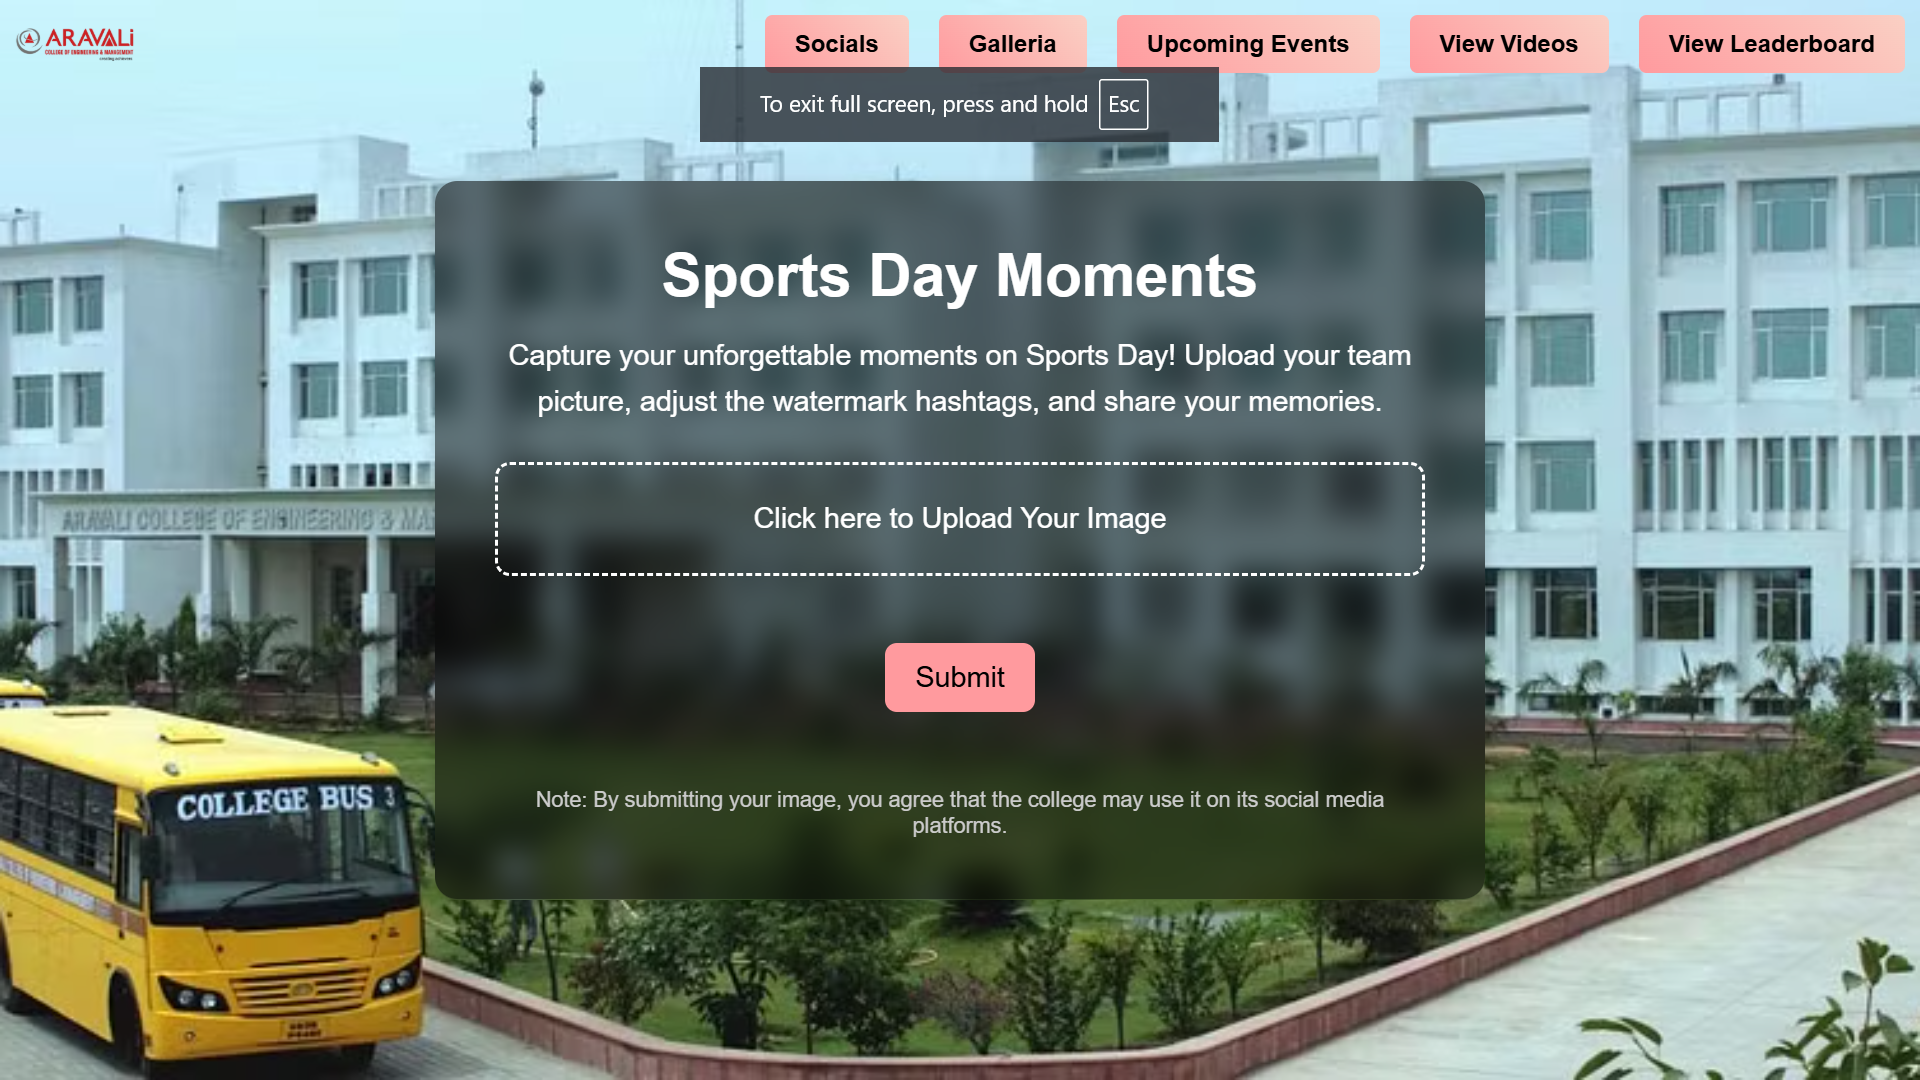 ARAVALI
COLLEGE OF ENGINEERING & MANAGEMENT
Socials
Galleria
Upcoming Events
View Videos
View Leaderboard
To exit full screen, press and hold Esc
Sports Day Moments
Capture your unforgettable moments on Sports Day! Upload your team
picture, adjust the watermark hashtags, and share your memories.
ARAVALI COLLEGE OF ENGINEERING & MA
Click here to Upload Your Image
Submit
COLLEGE BUS 3
Note: By submitting your image, you agree that the college may use it on its social media
platforms.